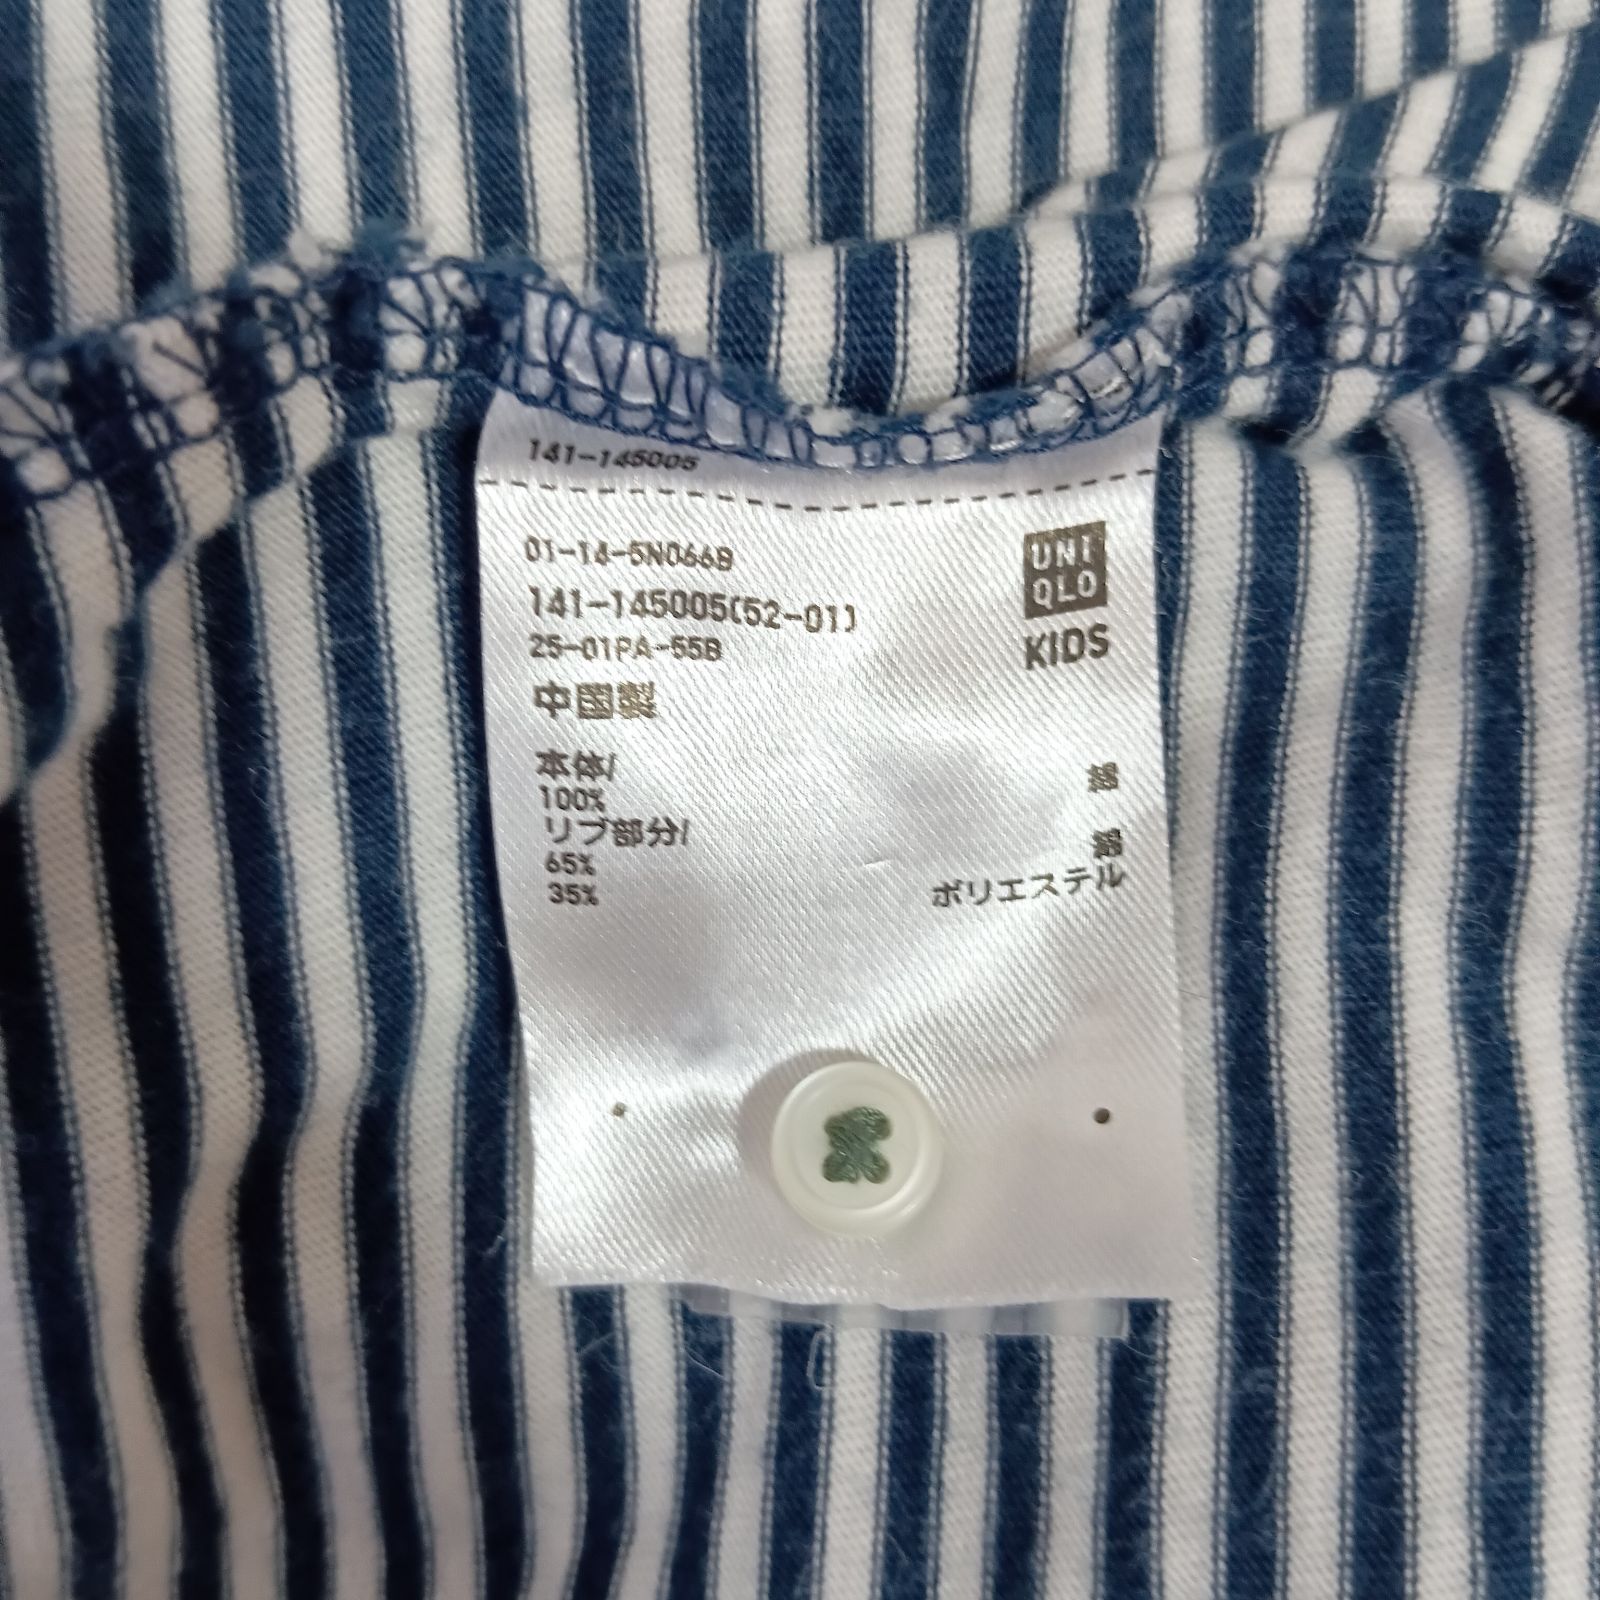 141-145005
01-14-5N066B
141-145005(52-01)
25-01PA-55B
中国製
UNI
QLO
KIDS
本体/
100% 綿
リブ部分/
65% 綿
35% ポリエステル